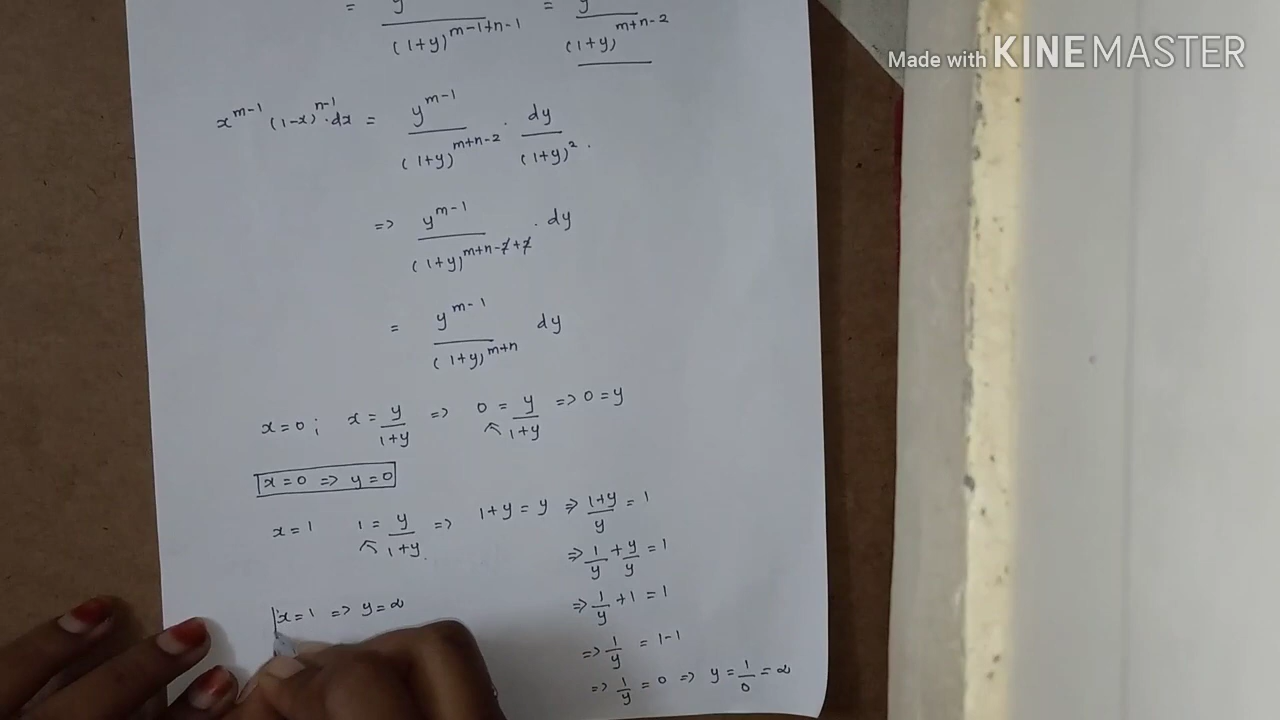 = y / (1+y)^{m-1+n-1} = y / (1+y)^{m+n-2}
Made with KINEMASTER
x^{m-1} (1-x)^{n-1}.dx = y^{m-1} / (1+y)^{m+n-2} . dy / (1+y)^2 .
=> y^{m-1} / (1+y)^{m+n-2+2} . dy
= y^{m-1} / (1+y)^{m+n} dy
x=0; x = y / 1+y => 0 = y / 1+y => 0=y
x=0 => y=0
x=1 1 = y / 1+y => 1+y = y => 1+y / y = 1
=> 1/y + y/y = 1
=> 1/y + 1 = 1
x=1 => y=∞
=> 1/y = 1-1
=> 1/y = 0 => y = 1/0 = ∞